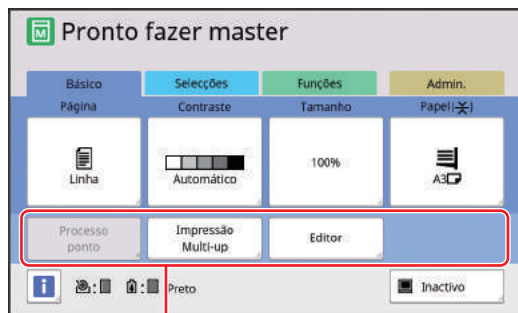 M
Pronto fazer master
Básico Selecções Funções Admin.
Página Contraste Tamanho Papel( )
Linha Automático 100% A3
Processo
ponto
Impressão
Multi-up
Editor
i : : Preto Inactivo